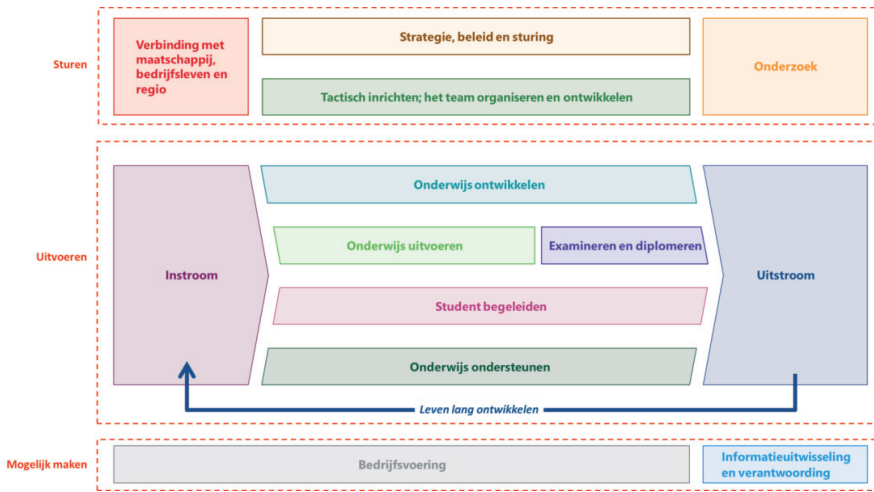 Sturen
Verbinding met
maatschappij,
bedrijfsleven en
regio
Strategie, beleid en sturing
Tactisch inrichten; het team organiseren en ontwikkelen
Onderzoek
Uitvoeren
Instroom
Onderwijs ontwikkelen
Onderwijs uitvoeren
Examineren en diplomeren
Student begeleiden
Onderwijs ondersteunen
Uitstroom
Leven lang ontwikkelen
Mogelijk maken
Bedrijfsvoering
Informatieuitwisseling
en verantwoording